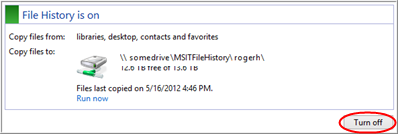 File History is on
Copy files from: libraries, desktop, contacts and favorites
Copy files to: \\ somedrive\MSITFileHistory\rogerh\
12.6 TB free of 13.6 TB
Files last copied on 5/16/2012 4:46 PM.
Run now
Turn off